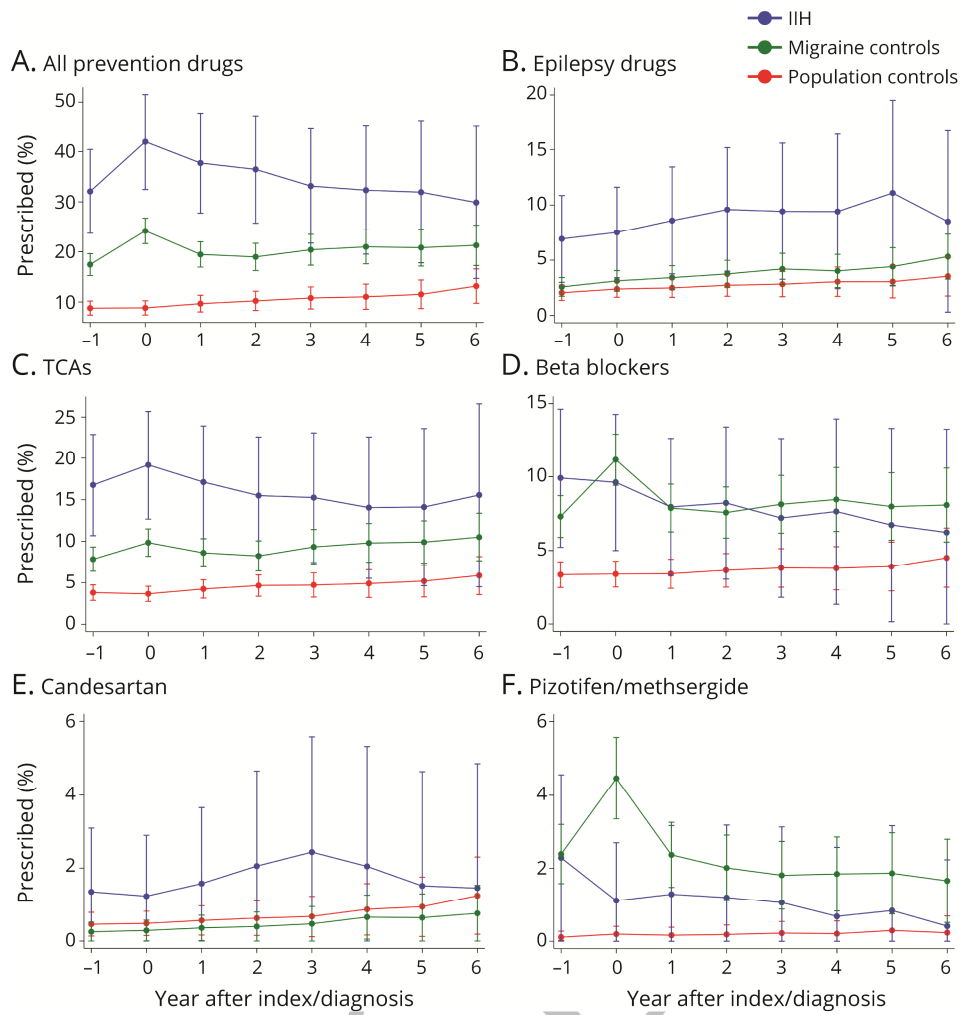 IIH
Migraine controls
Population controls
A. All prevention drugs
Prescribed (%)
50
40
30
20
10
−1 0 1 2 3 4 5 6
B. Epilepsy drugs
20
15
10
5
0
−1 0 1 2 3 4 5 6
C. TCAs
Prescribed (%)
25
20
15
10
5
0
−1 0 1 2 3 4 5 6
D. Beta blockers
15
10
5
0
−1 0 1 2 3 4 5 6
E. Candesartan
Prescribed (%)
6
4
2
0
−1 0 1 2 3 4 5 6
Year after index/diagnosis
F. Pizotifen/methsergide
6
4
2
0
−1 0 1 2 3 4 5 6
Year after index/diagnosis